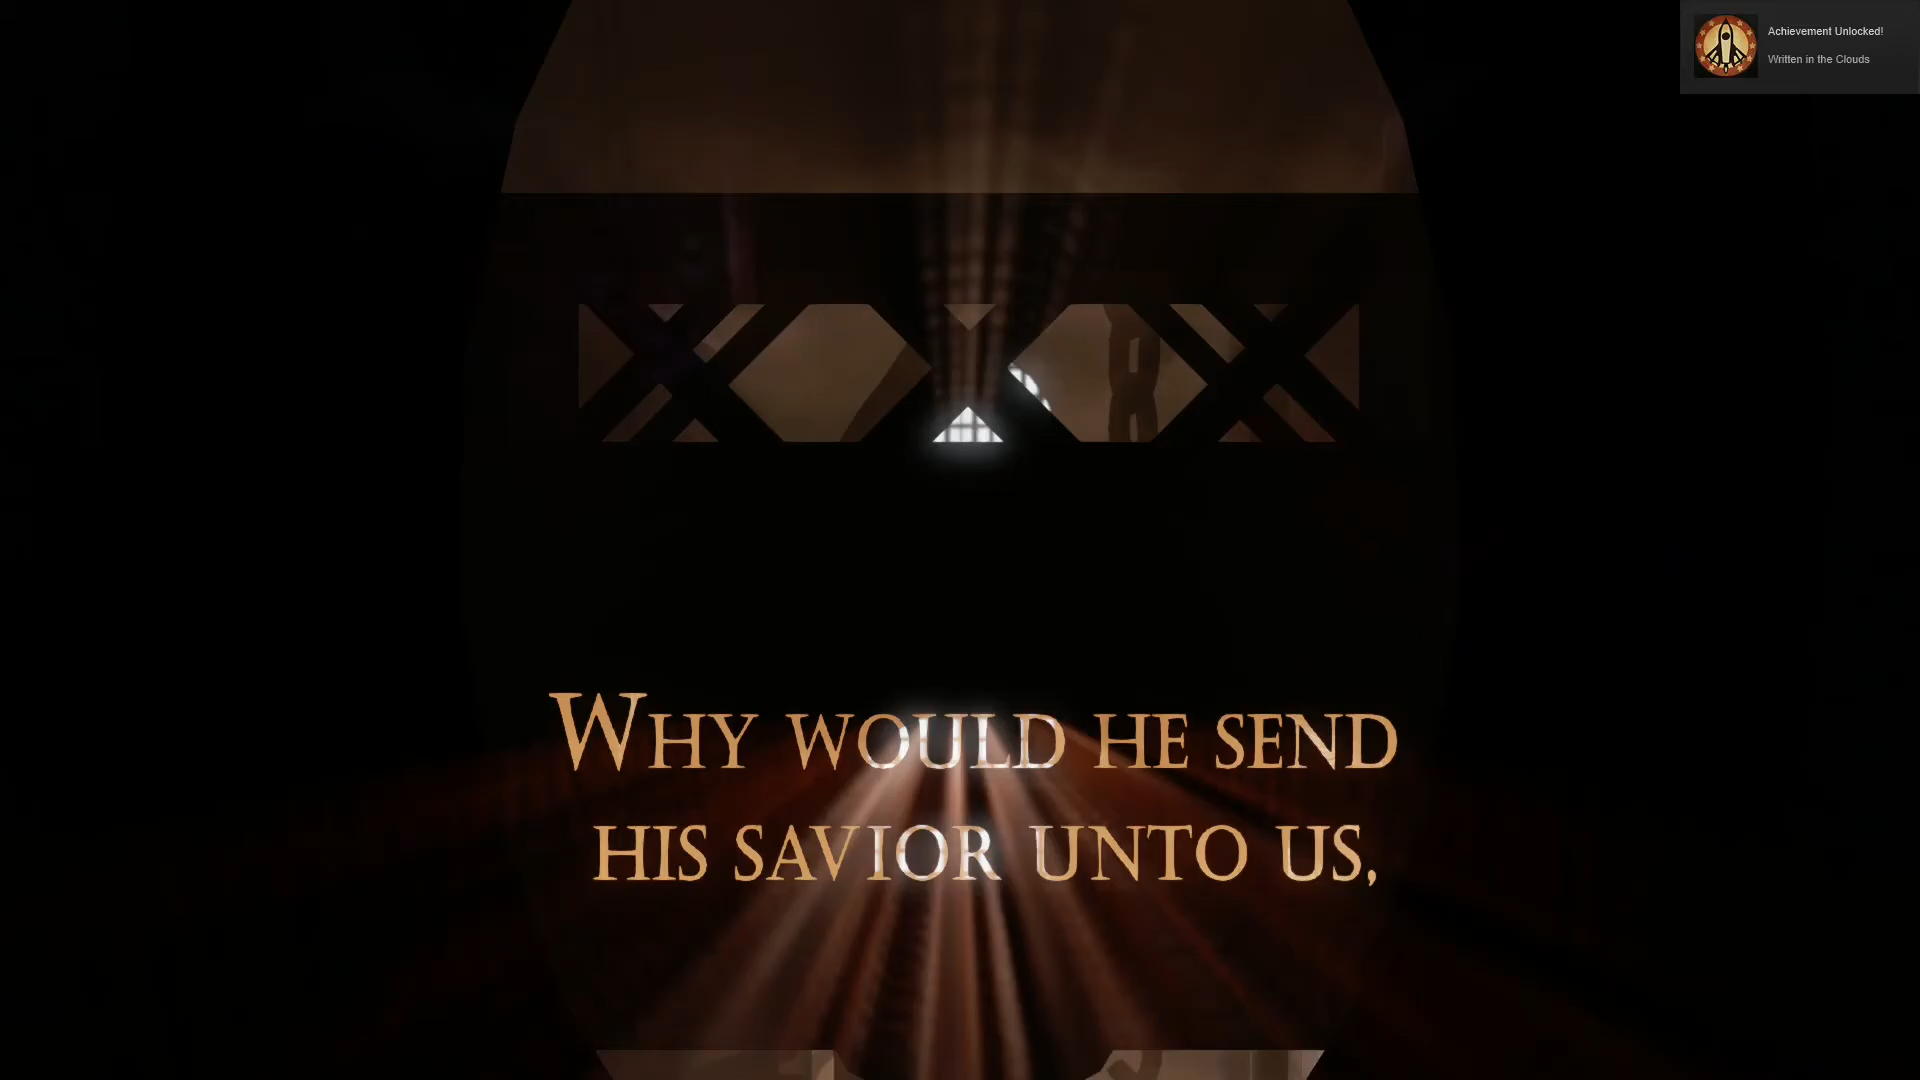 Achievement Unlocked!
Written in the Clouds
WHY WOULD HE SEND
HIS SAVIOR UNTO US,